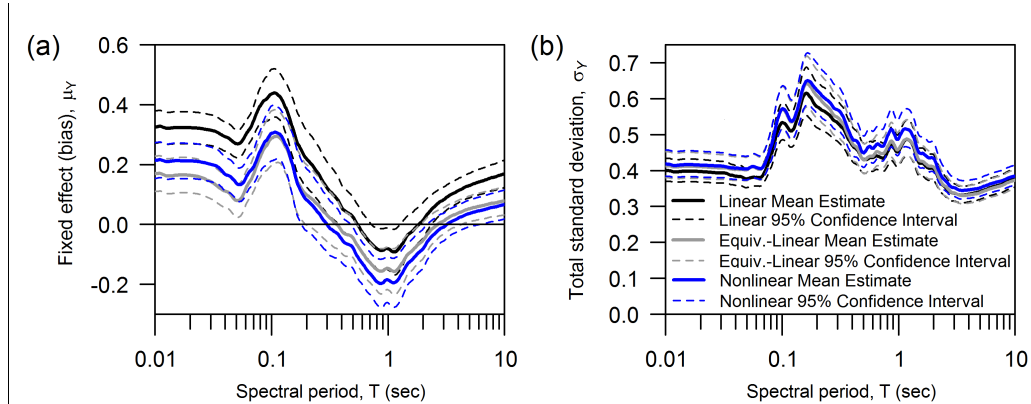 (a)
Fixed effect (bias), μY
0.6
0.4
0.2
0.0
-0.2
0.01
0.1
1
10
Spectral period, T (sec)
(b)
Total standard deviation, σY
0.7
0.6
0.5
0.4
0.3
0.2
0.1
0.0
Linear Mean Estimate
Linear 95% Confidence Interval
Equiv.-Linear Mean Estimate
Equiv.-Linear 95% Confidence Interval
Nonlinear Mean Estimate
Nonlinear 95% Confidence Interval
0.01
0.1
1
10
Spectral period, T (sec)